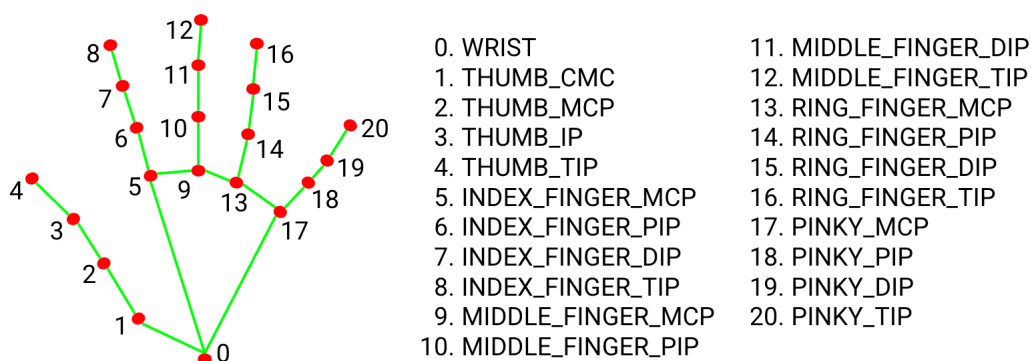 12
8
16
11
7
15
10
20
6
14
19
4
5
9
13
18
3
17
2
1
0
0. WRIST
1. THUMB_CMC
2. THUMB_MCP
3. THUMB_IP
4. THUMB_TIP
5. INDEX_FINGER_MCP
6. INDEX_FINGER_PIP
7. INDEX_FINGER_DIP
8. INDEX_FINGER_TIP
9. MIDDLE_FINGER_MCP
10. MIDDLE_FINGER_PIP
11. MIDDLE_FINGER_DIP
12. MIDDLE_FINGER_TIP
13. RING_FINGER_MCP
14. RING_FINGER_PIP
15. RING_FINGER_DIP
16. RING_FINGER_TIP
17. PINKY_MCP
18. PINKY_PIP
19. PINKY_DIP
20. PINKY_TIP